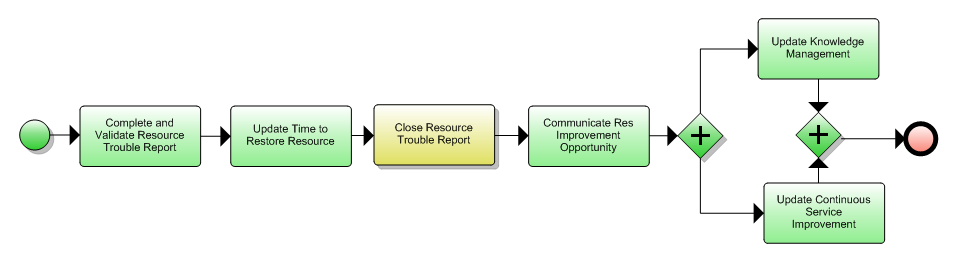 Complete and
Validate Resource
Trouble Report
Update Time to
Restore Resource
Close Resource
Trouble Report
Communicate Res
Improvement
Opportunity
Update Knowledge
Management
Update Continuous
Service
Improvement